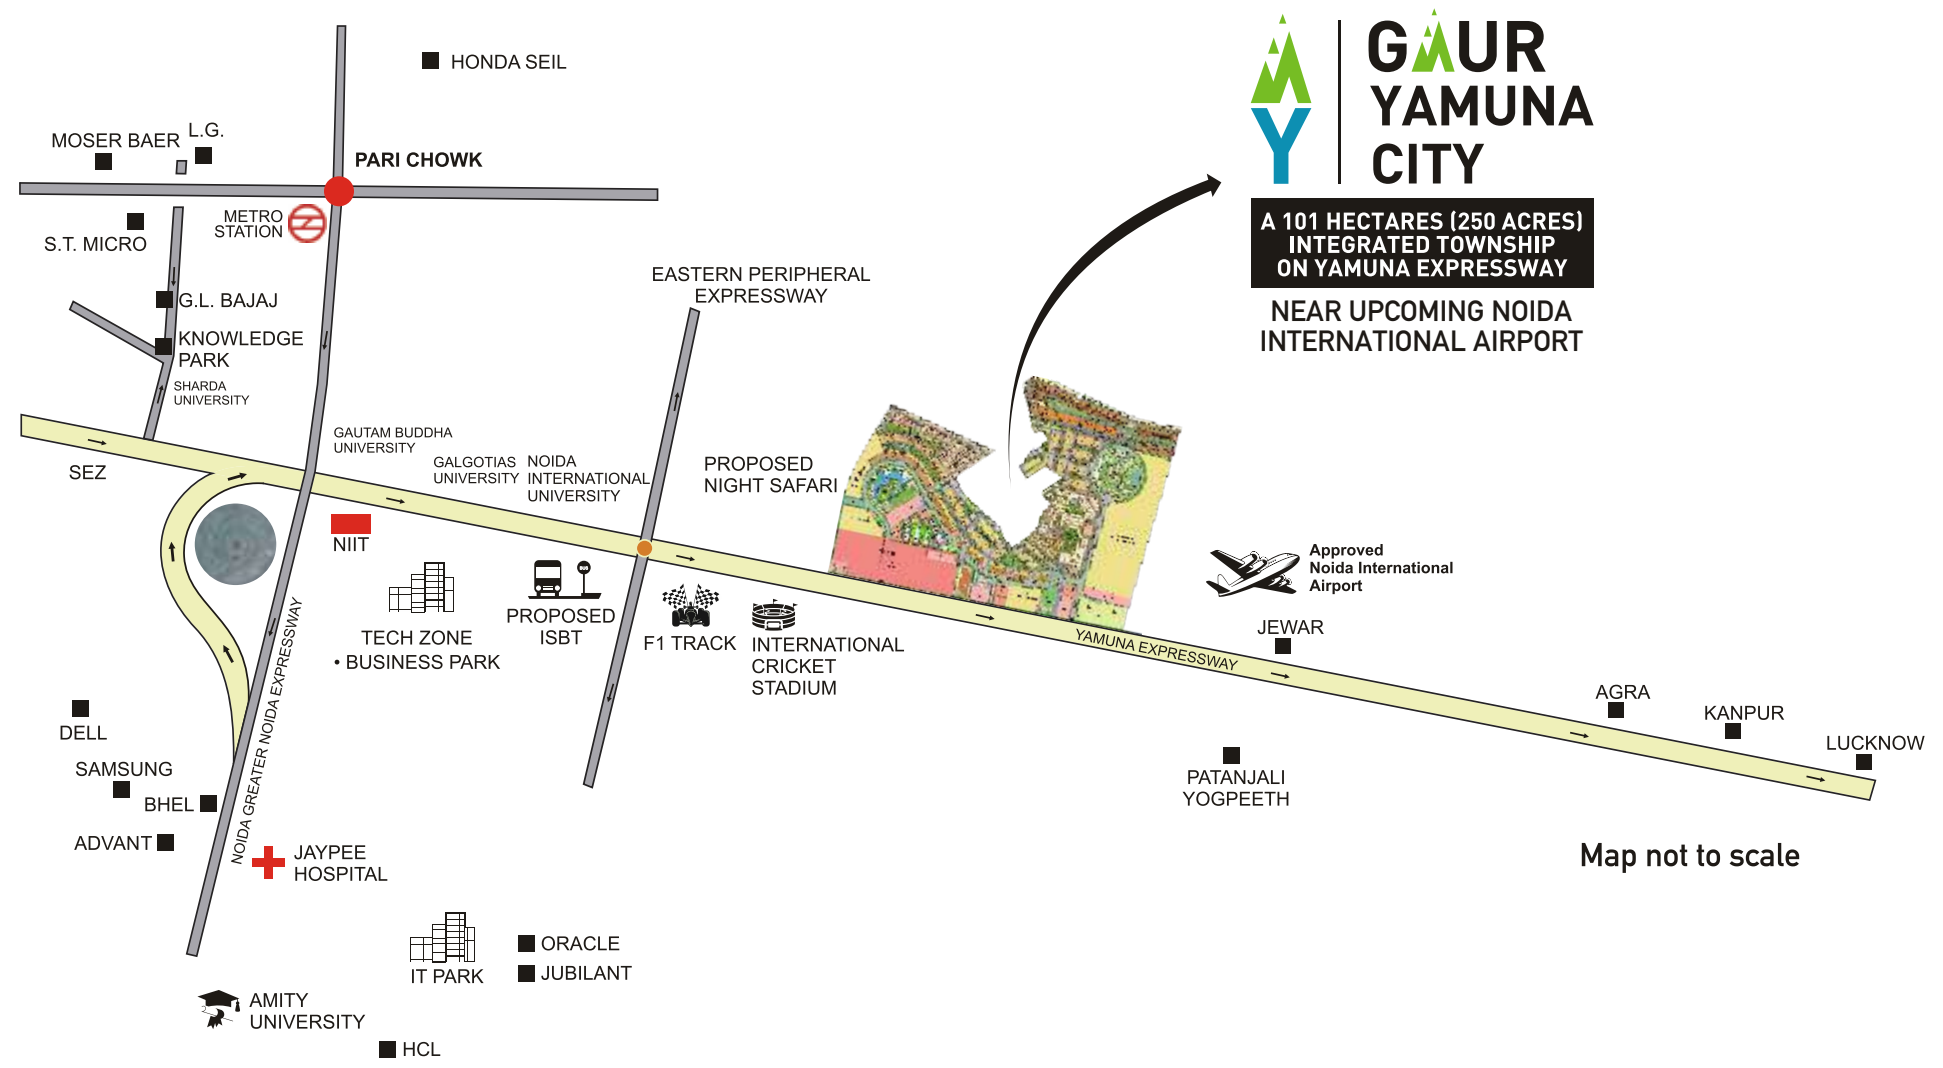 HONDA SEIL
MOSER BAER
L.G.
PARI CHOWK
METRO
STATION
S.T. MICRO
G.L. BAJAJ
KNOWLEDGE
PARK
SHARDA
UNIVERSITY
SEZ
GAUR
YAMUNA
CITY
A 101 HECTARES (250 ACRES)
INTEGRATED TOWNSHIP
ON YAMUNA EXPRESSWAY
NEAR UPCOMING NOIDA
INTERNATIONAL AIRPORT
EASTERN PERIPHERAL
EXPRESSWAY
GAUTAM BUDDHA
UNIVERSITY
GALGOTIAS
UNIVERSITY
NOIDA
INTERNATIONAL
UNIVERSITY
PROPOSED
NIGHT SAFARI
NIIT
TECH ZONE
• BUSINESS PARK
BUS
PROPOSED
ISBT
F1 TRACK
INTERNATIONAL
CRICKET
STADIUM
YAMUNA EXPRESSWAY
Approved
Noida International
Airport
JEWAR
AGRA
KANPUR
LUCKNOW
PATANJALI
YOGPEETH
NOIDA GREATER NOIDA EXPRESSWAY
DELL
SAMSUNG
BHEL
ADVANT
JAYPEE
HOSPITAL
Map not to scale
IT PARK
ORACLE
JUBILANT
AMITY
UNIVERSITY
HCL